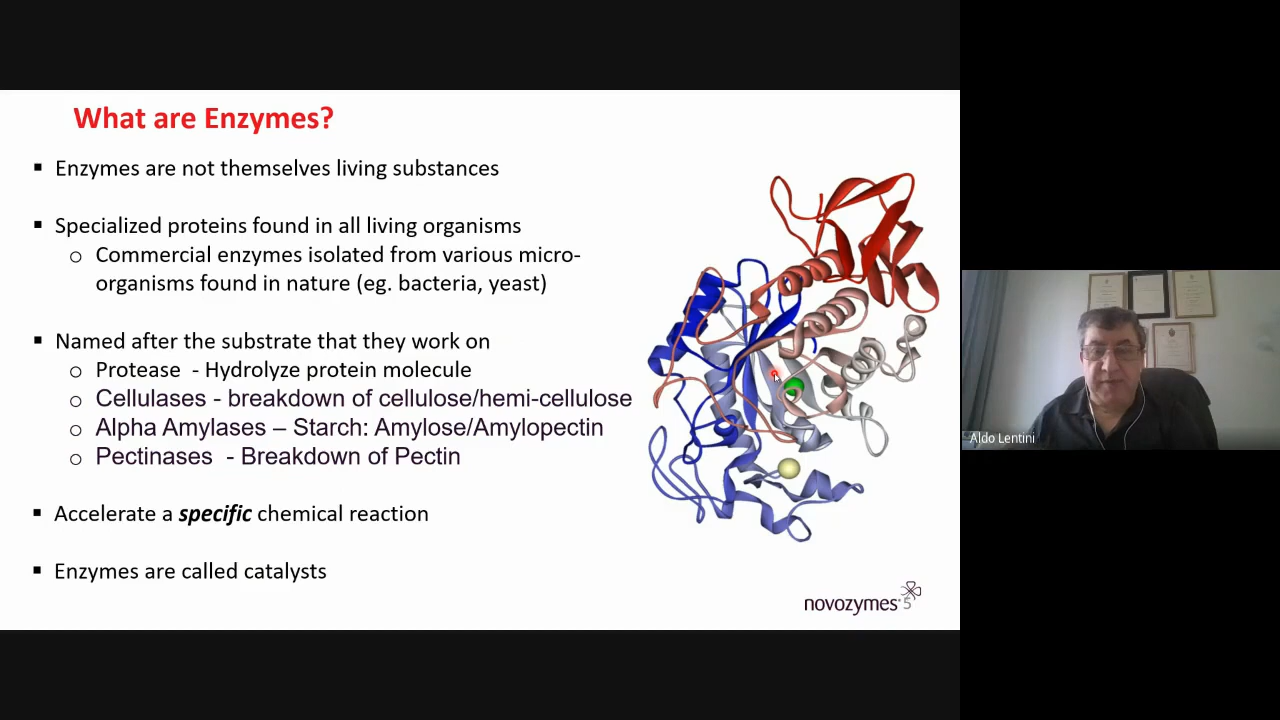 What are Enzymes?
▪ Enzymes are not themselves living substances
▪ Specialized proteins found in all living organisms
o Commercial enzymes isolated from various micro-
organisms found in nature (eg. bacteria, yeast)
▪ Named after the substrate that they work on
o Protease - Hydrolyze protein molecule
o Cellulases - breakdown of cellulose/hemi-cellulose
o Alpha Amylases – Starch: Amylose/Amylopectin
o Pectinases - Breakdown of Pectin
▪ Accelerate a specific chemical reaction
▪ Enzymes are called catalysts
novozymes 5
Aldo Lentini